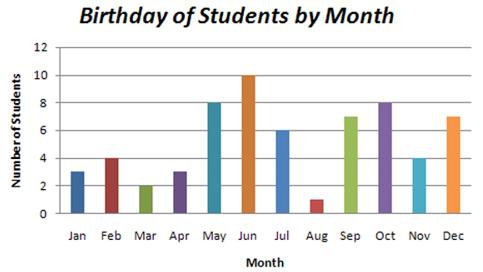 Birthday of Students by Month
Number of Students
12
10
8
6
4
2
0
Jan Feb Mar Apr May Jun Jul Aug Sep Oct Nov Dec
Month